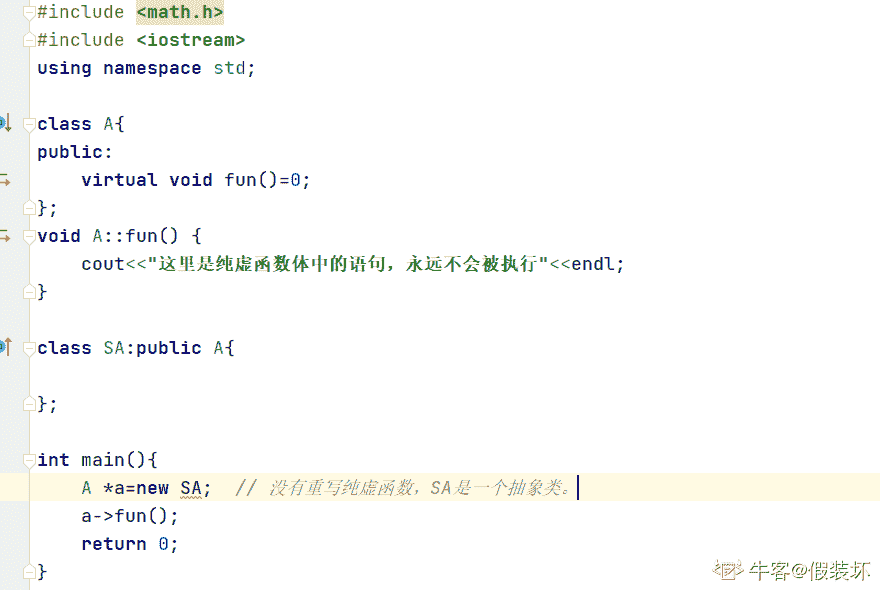 #include <math.h>
#include <iostream>
using namespace std;
class A{
public:
virtual void fun()=0;
};
void A::fun() {
cout<<"这里是纯虚函数体中的语句，永远不会被执行"<<endl;
}
class SA:public A{
};
int main(){
A *a=new SA;  // 没有重写纯虚函数，SA是一个抽象类。
a->fun();
return 0;
}
牛客@假装坏